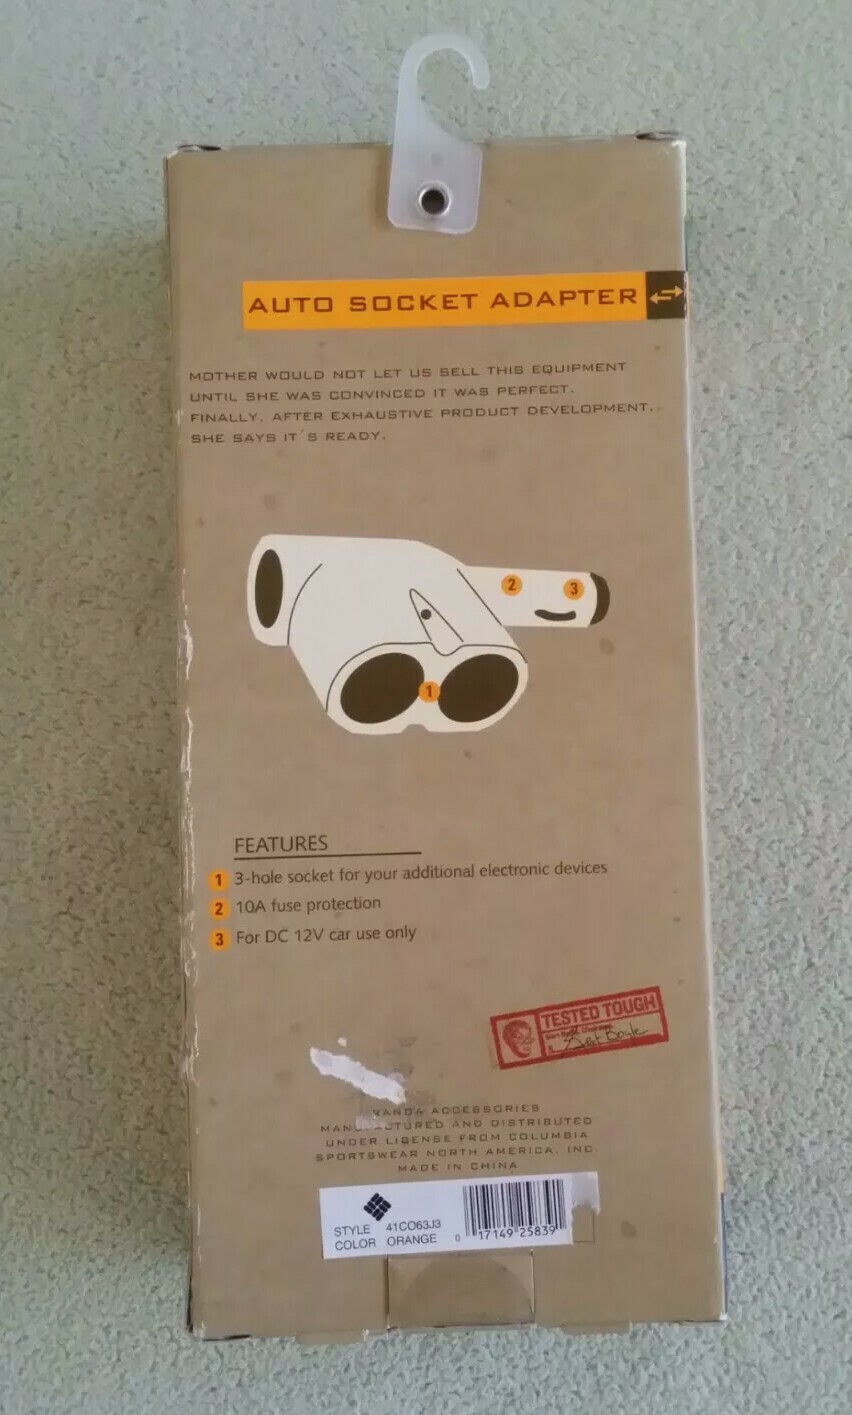 AUTO SOCKET ADAPTER
MOTHER WOULD NOT LET US SELL THIS EQUIPMENT
UNTIL SHE WAS CONVINCED IT WAS PERFECT.
FINALLY, AFTER EXHAUSTIVE PRODUCT DEVELOPMENT,
SHE SAYS IT'S READY.
2 3
1
FEATURES
1 3-hole socket for your additional electronic devices
2 10A fuse protection
3 For DC 12V car use only
TESTED TOUGH
ACCESSORIES
AND DISTRIBUTED
UNDER LICENSE FROM COLUMBIA
SPORTSWEAR NORTH AMERICA, INC.
MADE IN CHINA
STYLE 41CO63J3
COLOR ORANGE
0 17149 25839